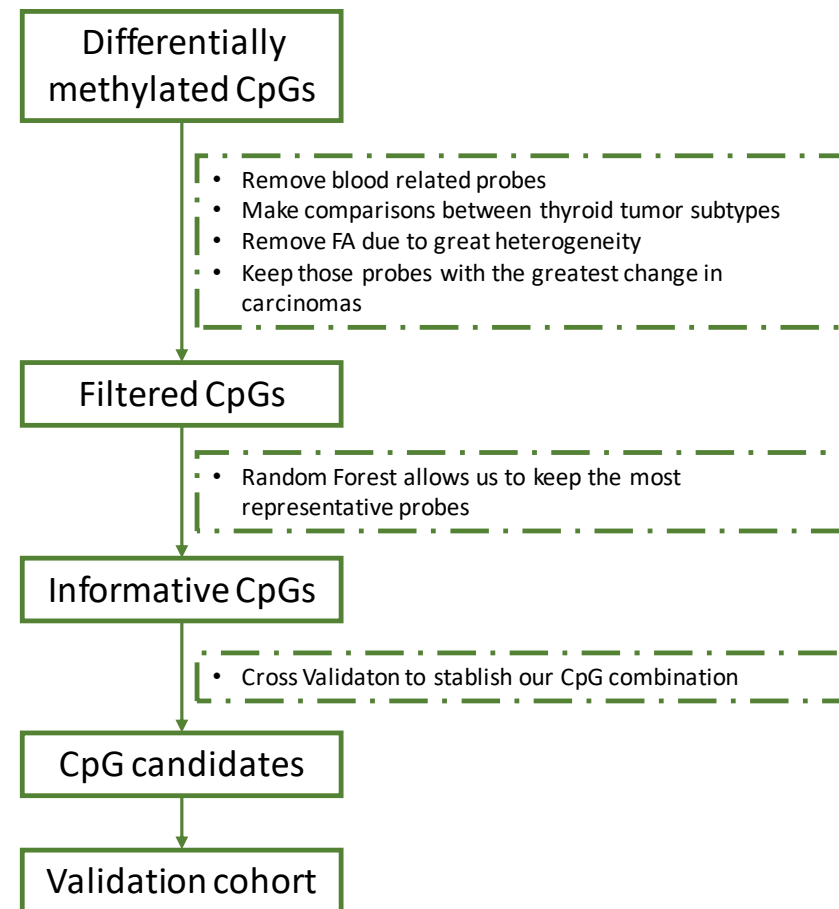 Differentially
methylated CpGs
• Remove blood related probes
• Make comparisons between thyroid tumor subtypes
• Remove FA due to great heterogeneity
• Keep those probes with the greatest change in
carcinomas
Filtered CpGs
• Random Forest allows us to keep the most
representative probes
Informative CpGs
• Cross Validaton to stablish our CpG combination
CpG candidates
Validation cohort